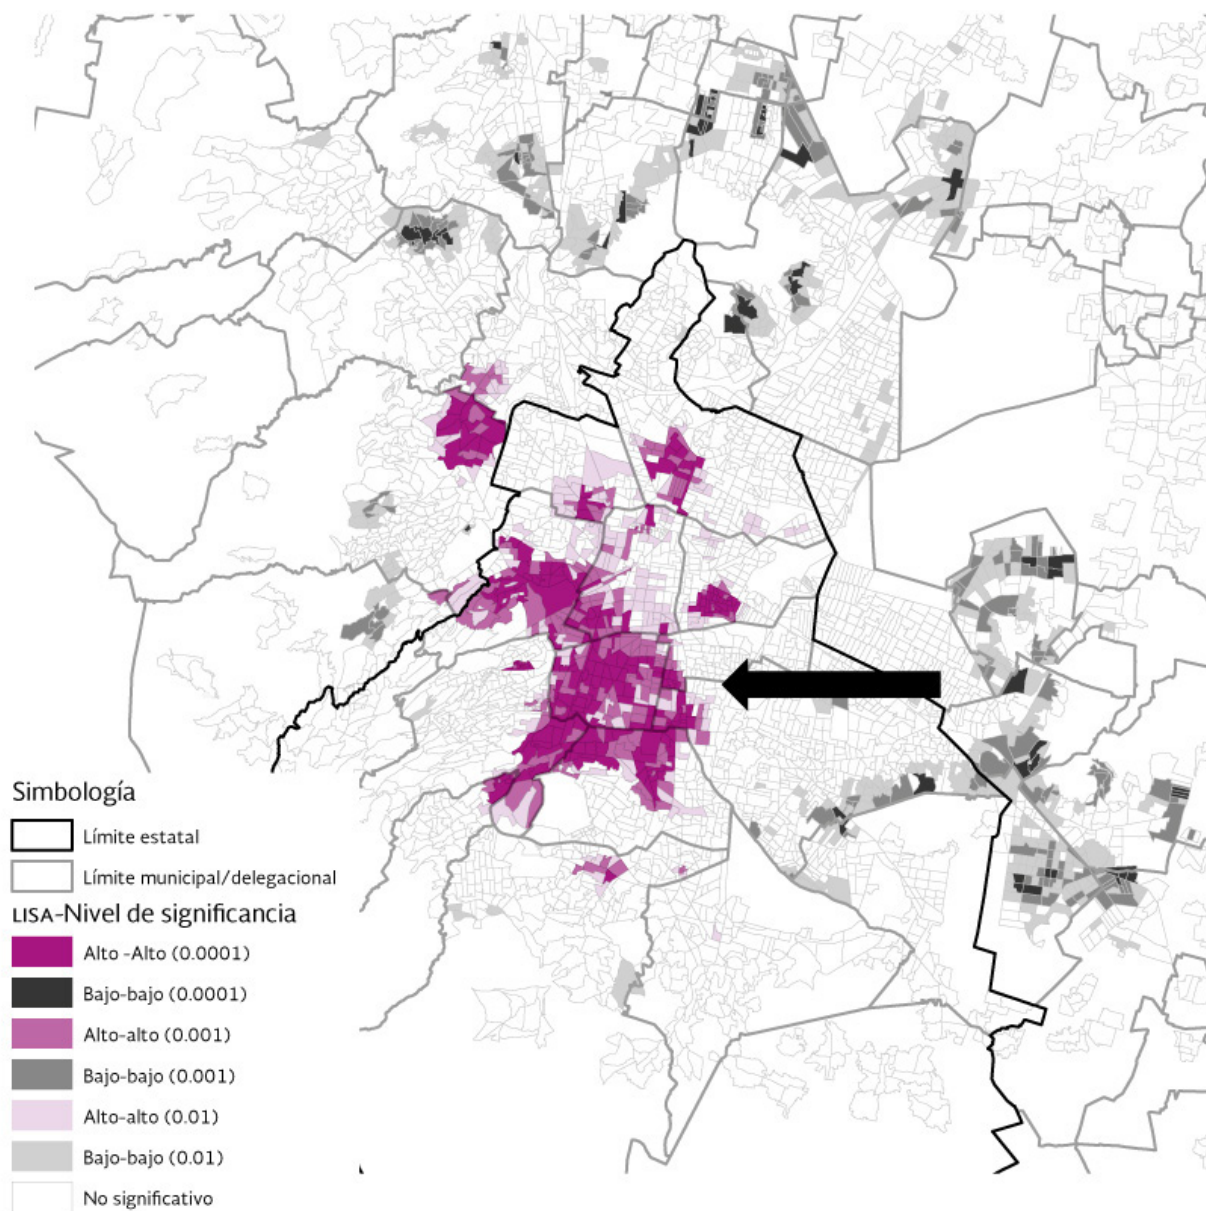 Simbología
Límite estatal
Límite municipal/delegacional
LISA-Nivel de significancia
Alto -Alto (0.0001)
Bajo-bajo (0.0001)
Alto-alto (0.001)
Bajo-bajo (0.001)
Alto-alto (0.01)
Bajo-bajo (0.01)
No significativo